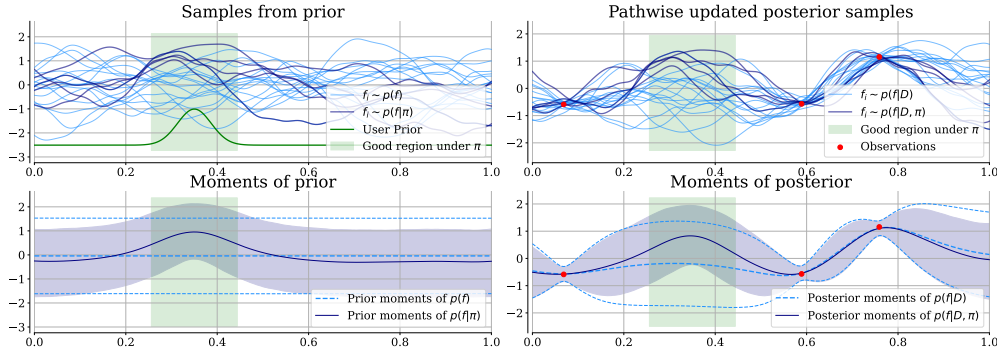 Samples from prior
2
1
0
−1
−2
−3
0.0 0.2 0.4 0.6 0.8 1.0
f_i ~ p(f)
f_i ~ p(f|π)
User Prior
Good region under π
Pathwise updated posterior samples
2
1
0
−1
−2
0.0 0.2 0.4 0.6 0.8 1.0
f_i ~ p(f|D)
f_i ~ p(f|D, π)
Good region under π
Observations
Moments of prior
2
1
0
−1
−2
−3
0.0 0.2 0.4 0.6 0.8 1.0
Prior moments of p(f)
Prior moments of p(f|π)
Moments of posterior
2
1
0
−1
−2
0.0 0.2 0.4 0.6 0.8 1.0
Posterior moments of p(f|D)
Posterior moments of p(f|D, π)